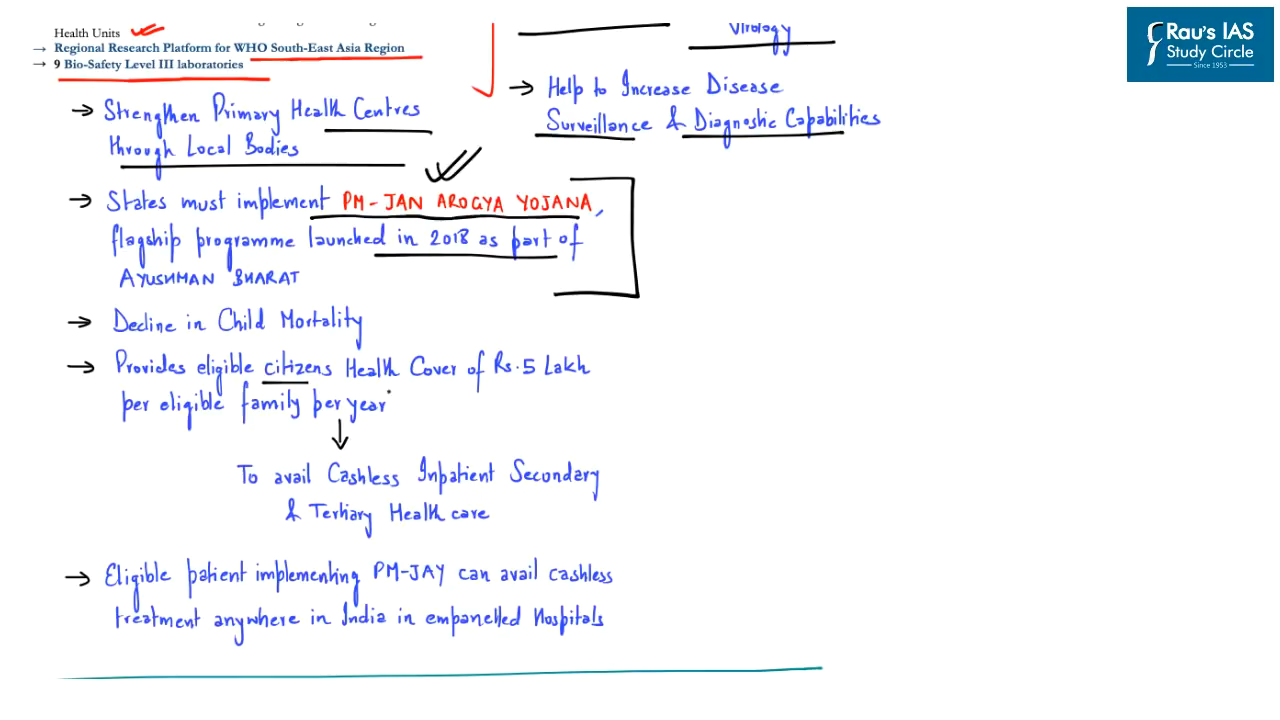 Health Units
→ Regional Research Platform for WHO South-East Asia Region
→ 9 Bio-Safety Level III laboratories
→ Strengthen Primary Health Centres
through Local Bodies
→ States must implement PM-JAN AROGYA YOJANA,
flagship programme launched in 2018 as part of
AYUSHMAN BHARAT
→ Decline in Child Mortality
→ Provides eligible citizens Health Cover of Rs.5 Lakh
per eligible family per year
To avail Cashless Inpatient Secondary
& Tertiary Health care
→ Eligible patient implementing PM-JAY can avail cashless
treatment anywhere in India in empanelled Hospitals
Virology
→ Help to Increase Disease
Surveillance & Diagnostic Capabilities
Rau's IAS
Study Circle
Since 1953